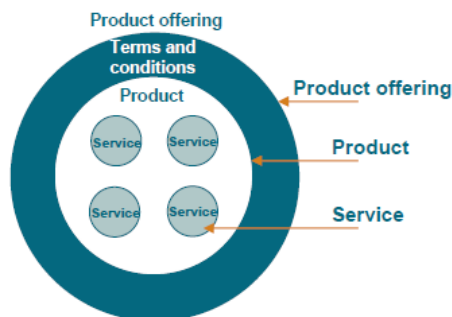 Product offering
Terms and
conditions
Product
Service
Service
Service
Service
Product offering
Product
Service